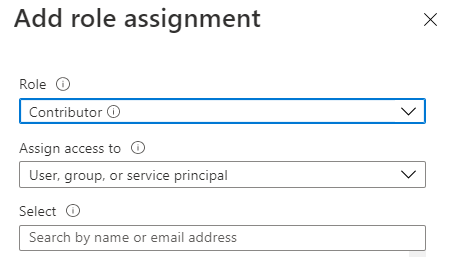 Add role assignment
Role
Contributor
Assign access to
User, group, or service principal
Select
Search by name or email address